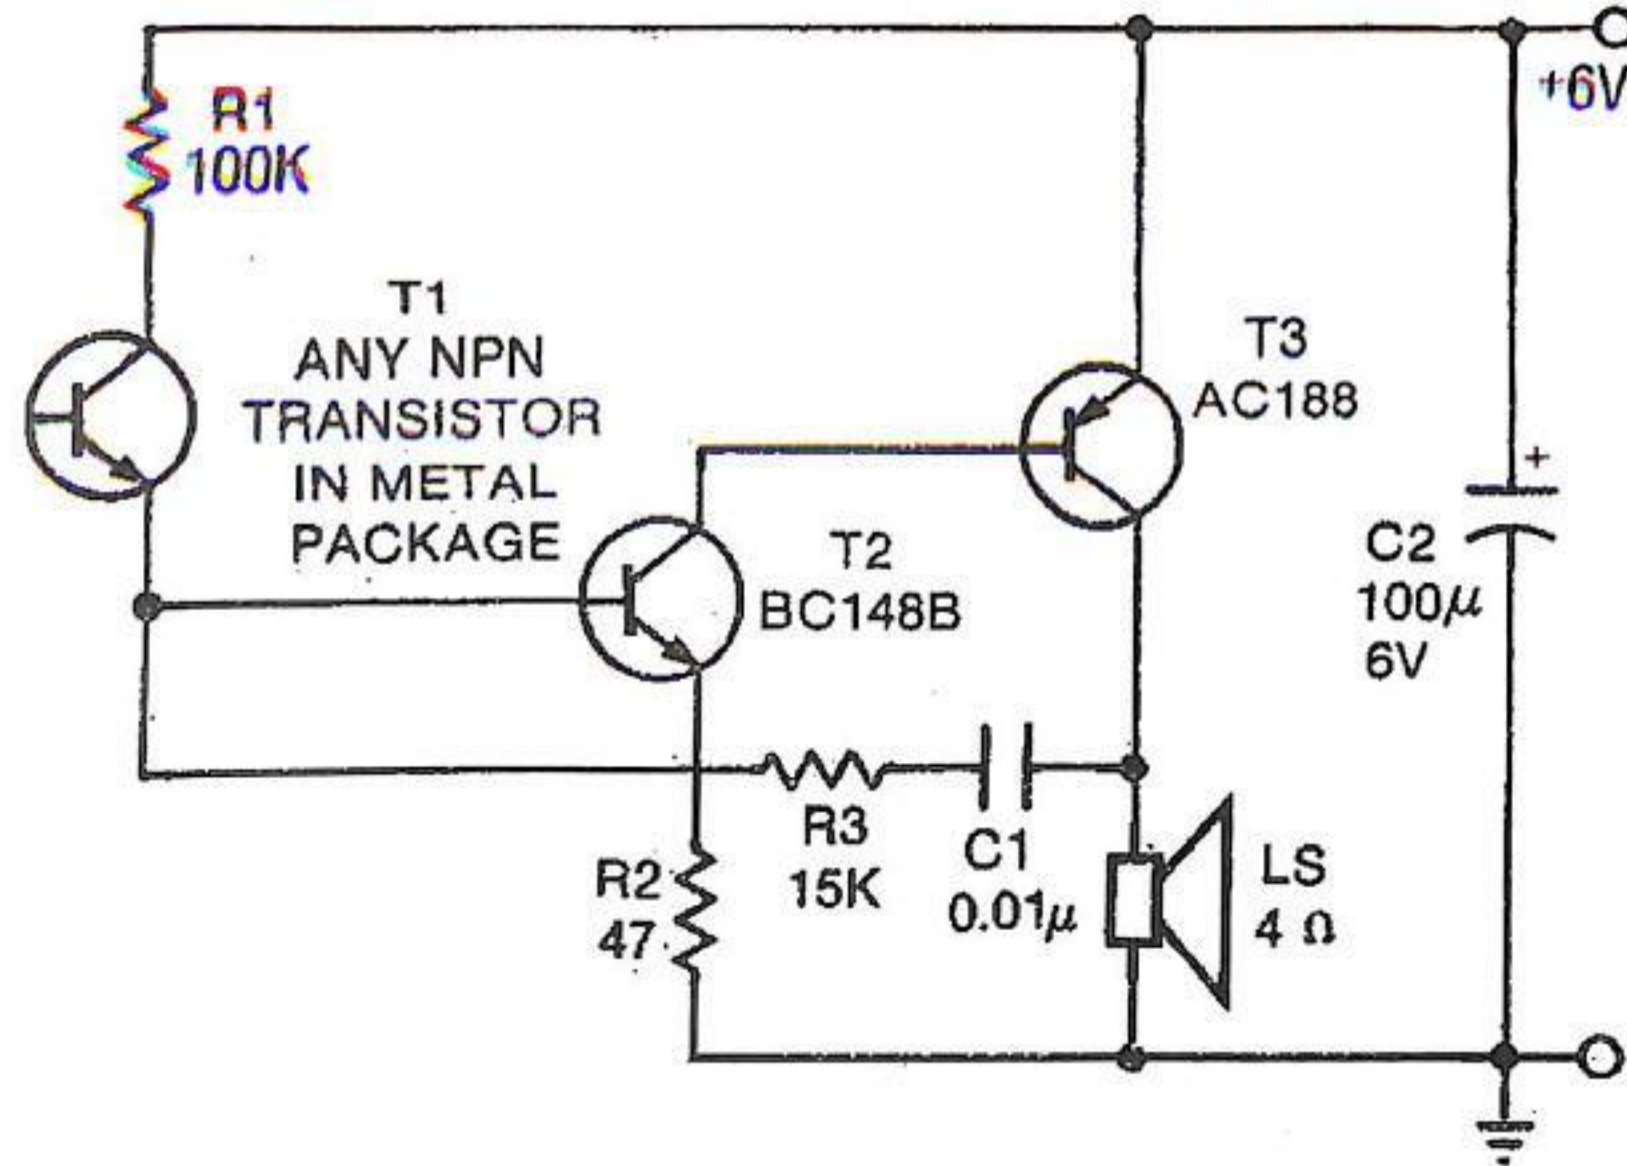 +6V
R1
100K
T1
ANY NPN
TRANSISTOR
IN METAL
PACKAGE
T3
AC188
T2
BC148B
+
C2
100μ
6V
R3
15K
C1
0.01μ
R2
47
LS
4 Ω